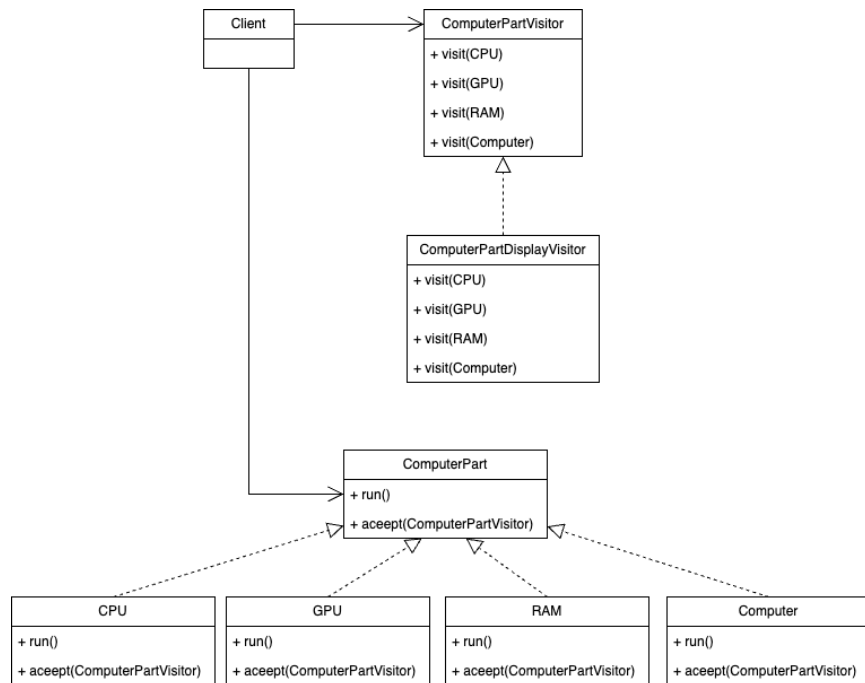 Client
ComputerPartVisitor
+ visit(CPU)
+ visit(GPU)
+ visit(RAM)
+ visit(Computer)
ComputerPartDisplayVisitor
+ visit(CPU)
+ visit(GPU)
+ visit(RAM)
+ visit(Computer)
ComputerPart
+ run()
+ aceept(ComputerPartVisitor)
CPU
+ run()
+ aceept(ComputerPartVisitor)
GPU
+ run()
+ aceept(ComputerPartVisitor)
RAM
+ run()
+ aceept(ComputerPartVisitor)
Computer
+ run()
+ aceept(ComputerPartVisitor)